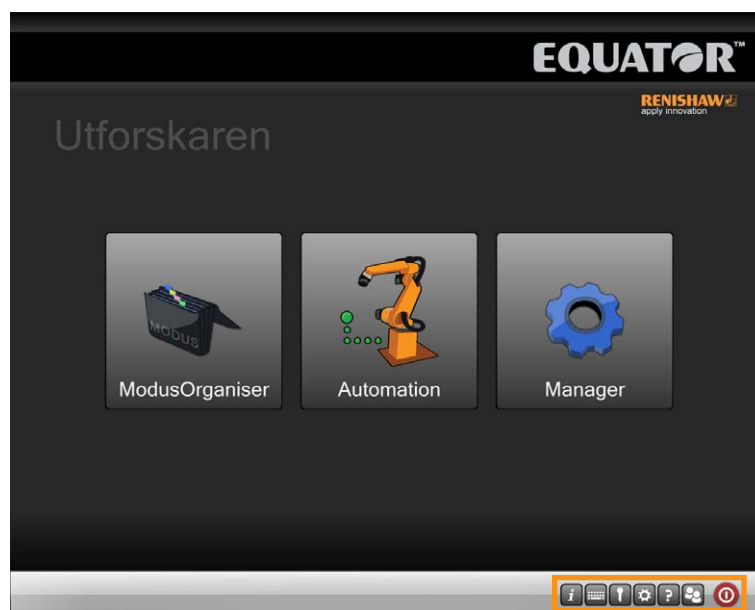 EQUATOR™
RENISHAW
apply innovation
Utforskaren
MODUS
ModusOrganiser
Automation
Manager
i
?